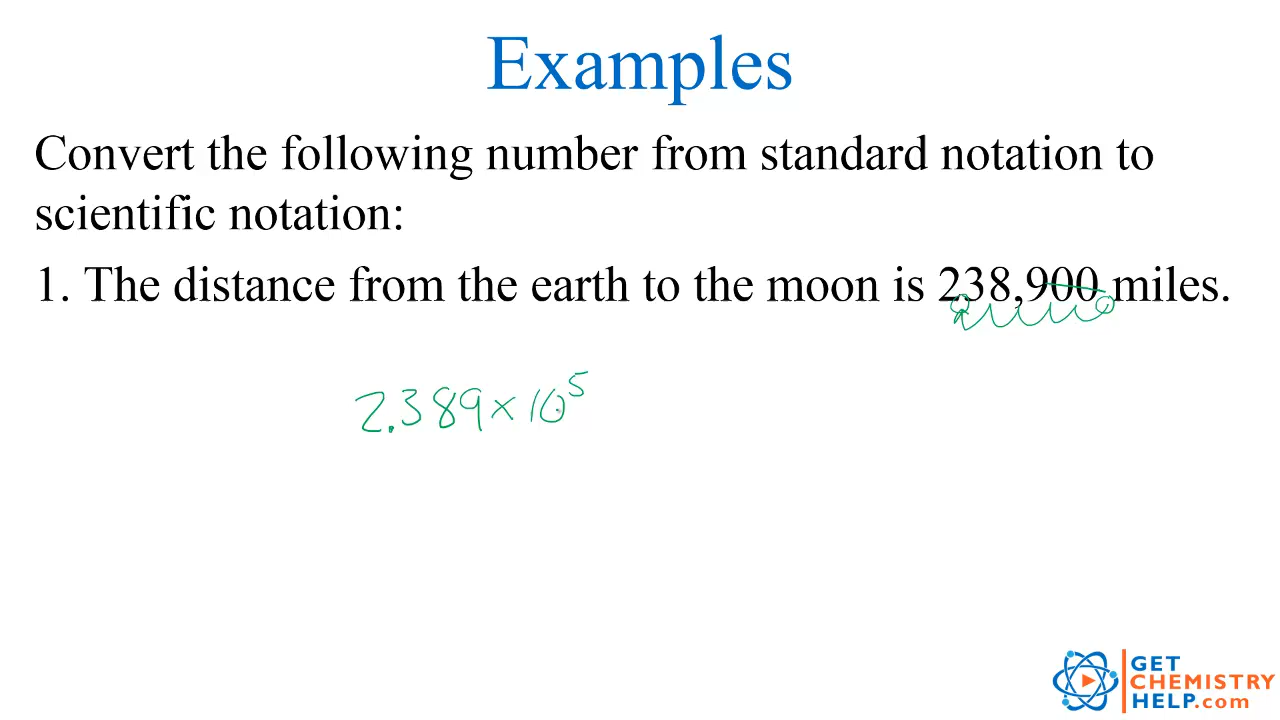 Examples
Convert the following number from standard notation to
scientific notation:
1. The distance from the earth to the moon is 238,900 miles.
2.389 × 10⁵
GET
CHEMISTRY
HELP.com